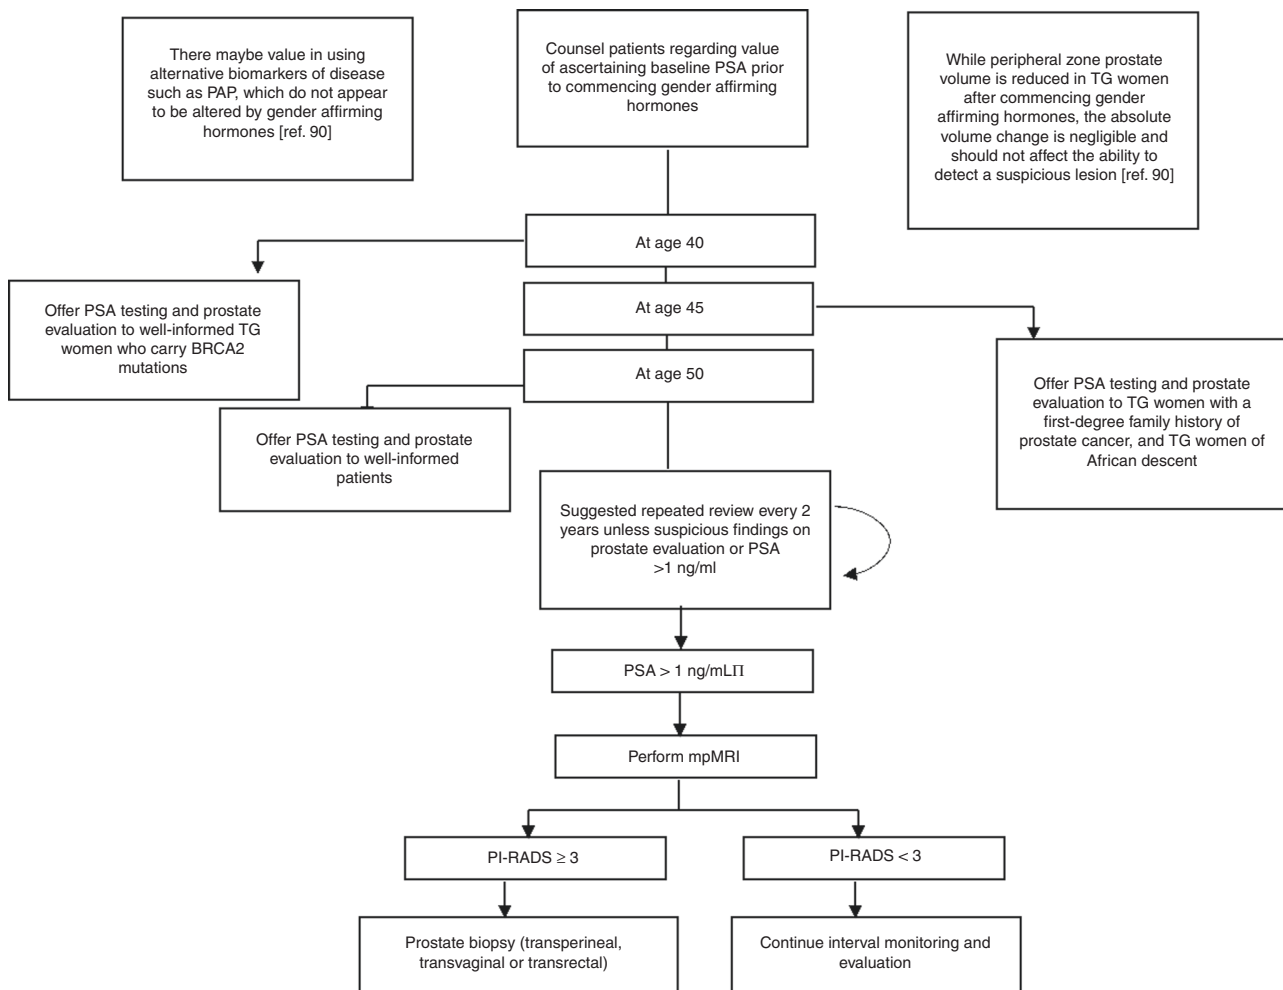 There maybe value in using
alternative biomarkers of disease
such as PAP, which do not appear
to be altered by gender affirming
hormones [ref. 90]
Counsel patients regarding value
of ascertaining baseline PSA prior
to commencing gender affirming
hormones
While peripheral zone prostate
volume is reduced in TG women
after commencing gender
affirming hormones, the absolute
volume change is negligible and
should not affect the ability to
detect a suspicious lesion [ref. 90]
At age 40
Offer PSA testing and prostate
evaluation to well-informed TG
women who carry BRCA2
mutations
At age 45
Offer PSA testing and prostate
evaluation to TG women with a
first-degree family history of
prostate cancer, and TG women of
African descent
At age 50
Offer PSA testing and prostate
evaluation to well-informed
patients
Suggested repeated review every 2
years unless suspicious findings on
prostate evaluation or PSA
>1 ng/ml
PSA > 1 ng/mLΠ
Perform mpMRI
PI-RADS ≥ 3
PI-RADS < 3
Prostate biopsy (transperineal,
transvaginal or transrectal)
Continue interval monitoring and
evaluation